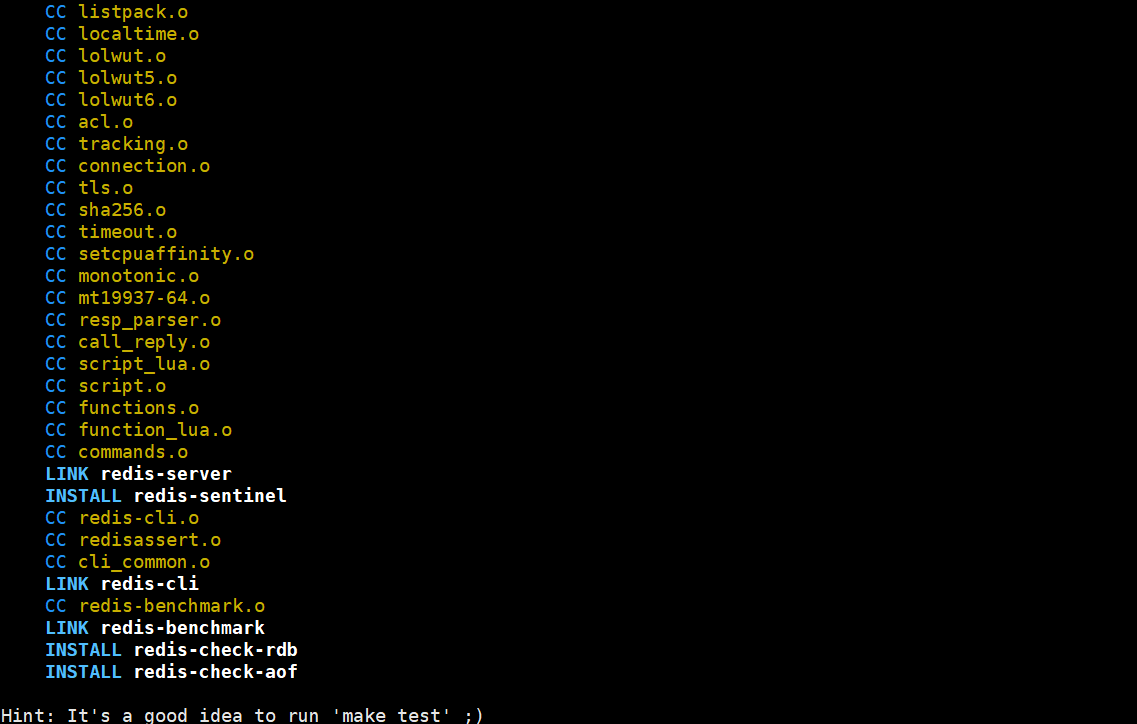 CC listpack.o
CC localtime.o
CC lolwut.o
CC lolwut5.o
CC lolwut6.o
CC acl.o
CC tracking.o
CC connection.o
CC tls.o
CC sha256.o
CC timeout.o
CC setcpuaffinity.o
CC monotonic.o
CC mt19937-64.o
CC resp_parser.o
CC call_reply.o
CC script_lua.o
CC script.o
CC functions.o
CC function_lua.o
CC commands.o
LINK redis-server
INSTALL redis-sentinel
CC redis-cli.o
CC redisassert.o
CC cli_common.o
LINK redis-cli
CC redis-benchmark.o
LINK redis-benchmark
INSTALL redis-check-rdb
INSTALL redis-check-aof
Hint: It's a good idea to run 'make test' ;)